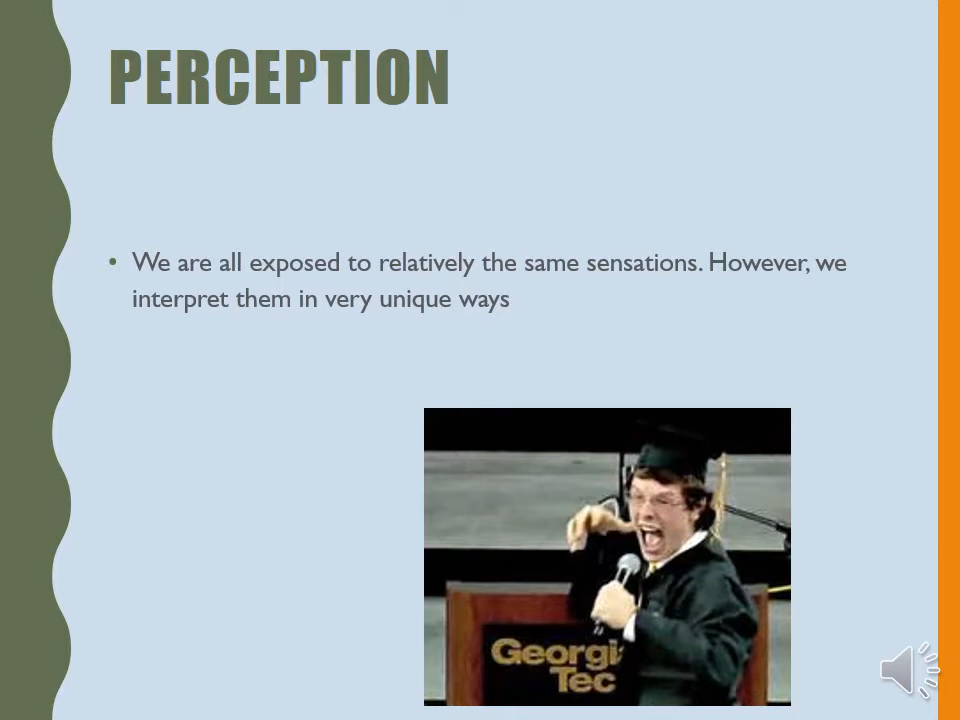 PERCEPTION
• We are all exposed to relatively the same sensations. However, we
interpret them in very unique ways
Georgi
Tec